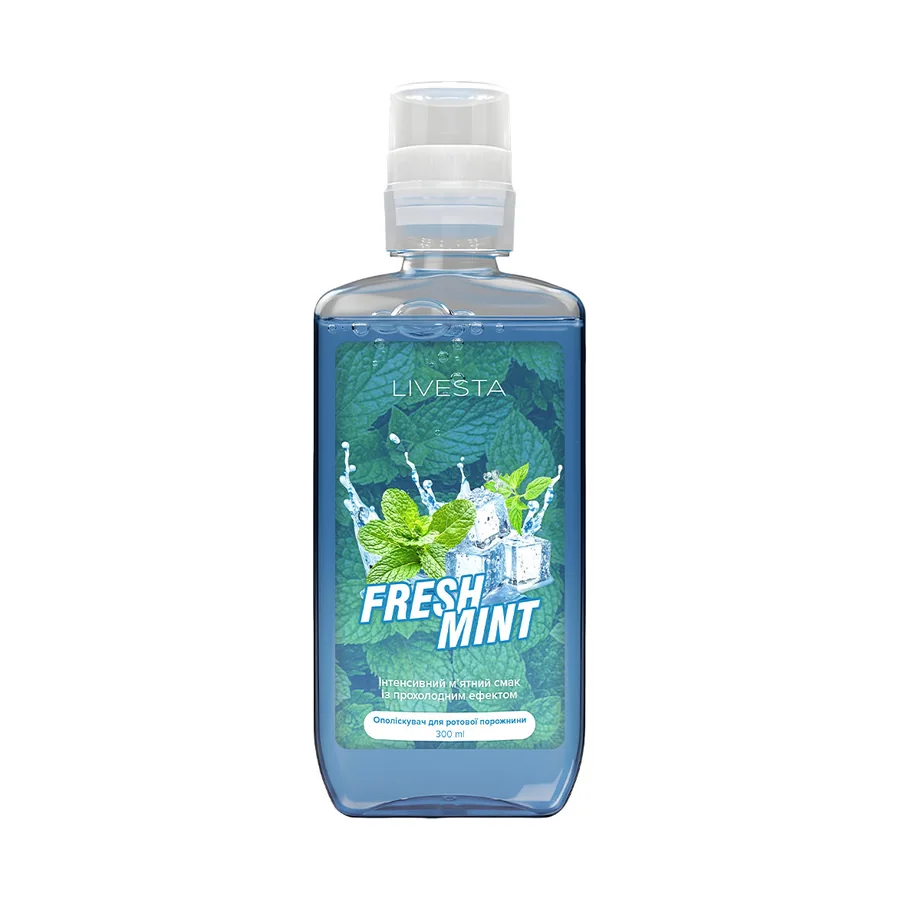 LIVESTA
FRESH
MINT
Інтенсивний м'ятний смак
із прохолодним ефектом
Ополіскувач для ротової порожнини
300 ml